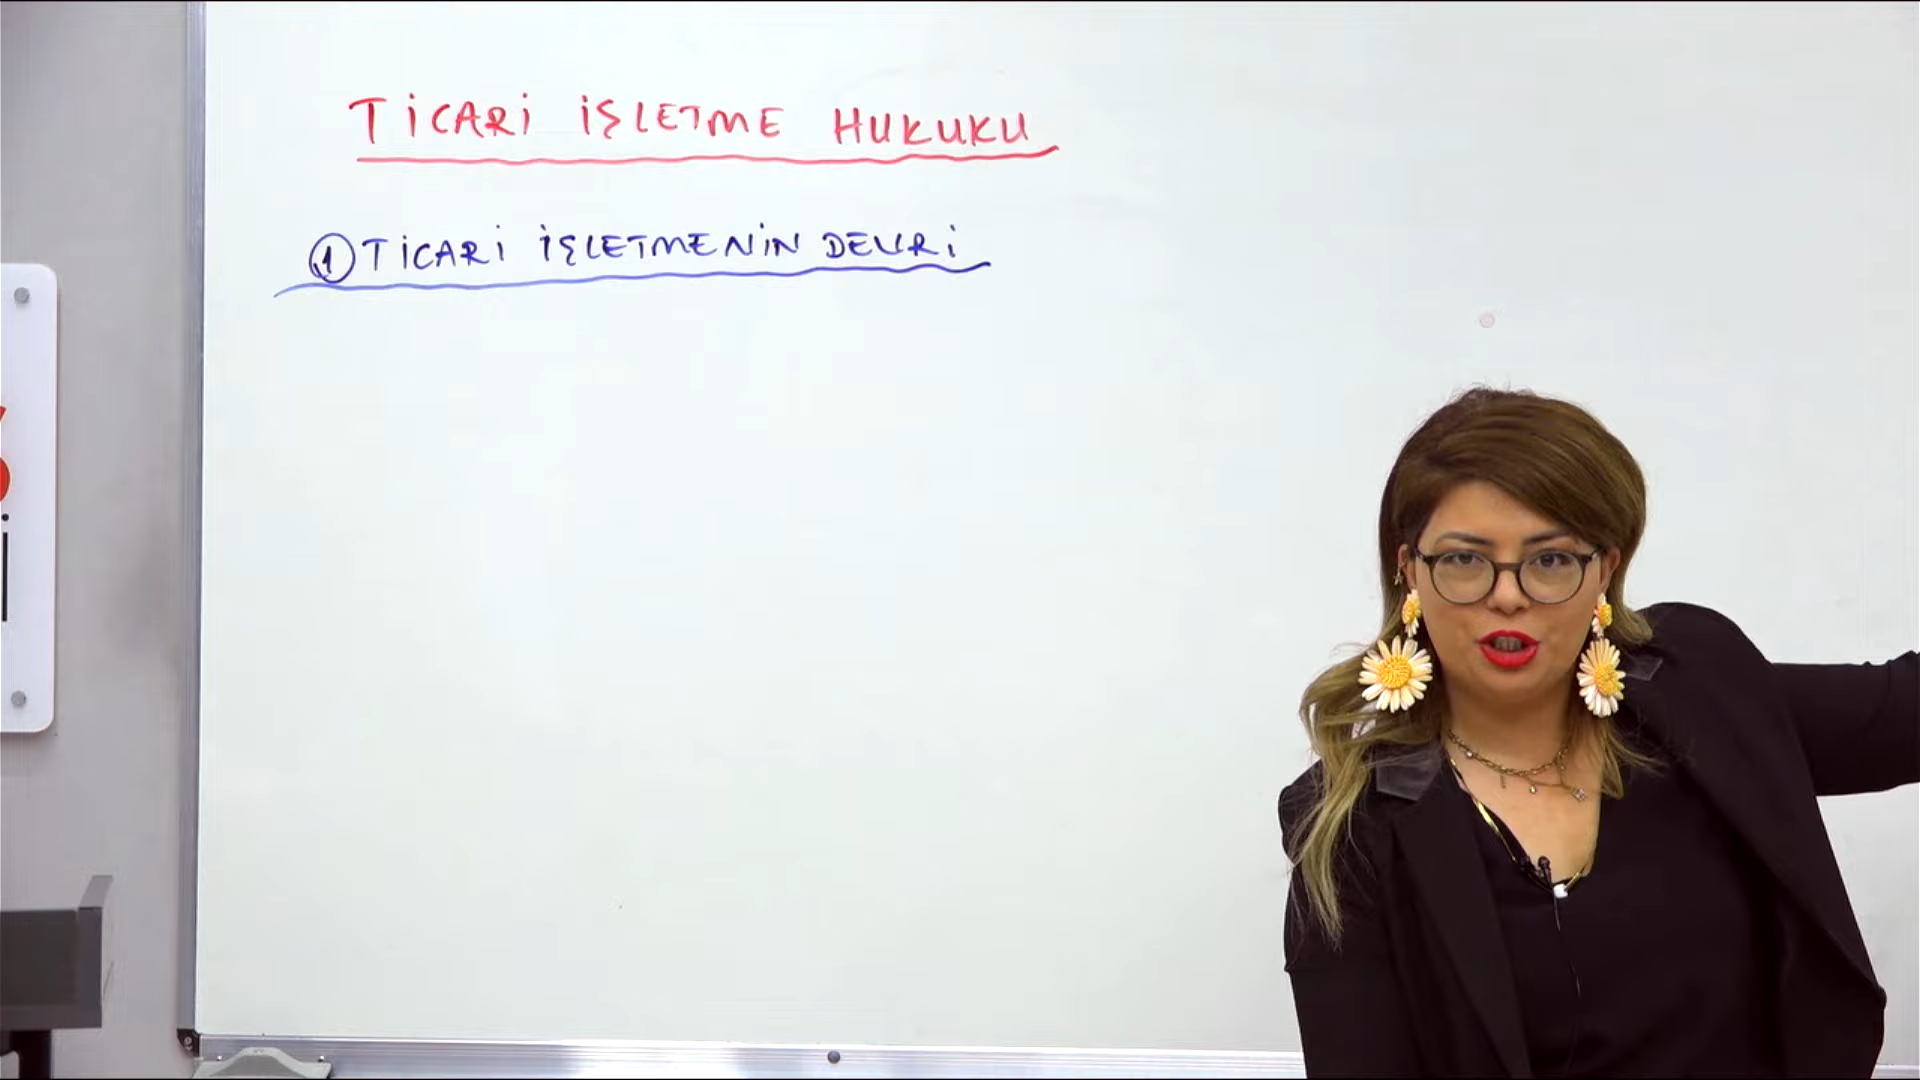 TİCARİ İŞLETME HUKUKU
① TİCARİ İŞLETMENİN DEVRİ